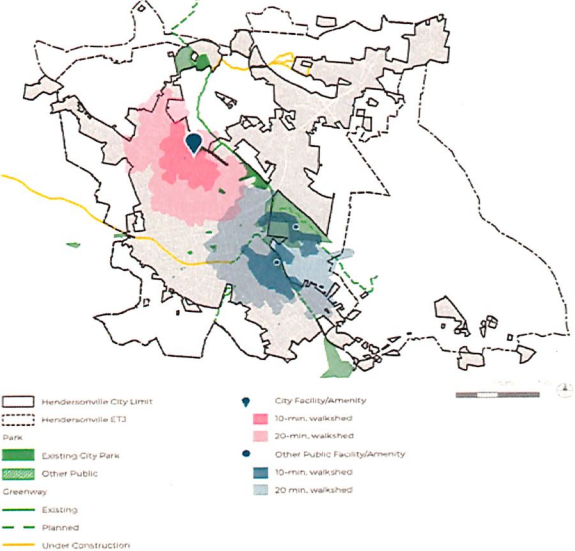 Hendersonville City Limit
Hendersonville ETJ
Park
Existing City Park
Other Public
Greenway
Existing
Planned
Under Construction
City Facility/Amenity
10-min. walkshed
20-min. walkshed
Other Public Facility/Amenity
10-min. walkshed
20 min. walkshed